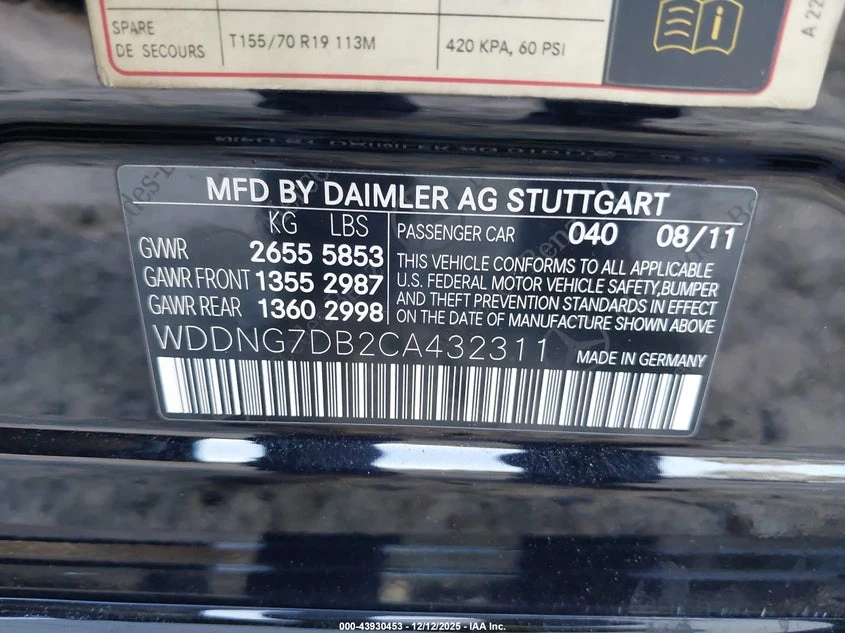 SPARE
DE SECOURS
T155/70 R19 113M
420 KPA, 60 PSI
A 22
MFD BY DAIMLER AG STUTTGART
KG LBS
GVWR 2655 5853
GAWR FRONT 1355 2987
GAWR REAR 1360 2998
PASSENGER CAR 040 08/11
THIS VEHICLE CONFORMS TO ALL APPLICABLE
U.S. FEDERAL MOTOR VEHICLE SAFETY,BUMPER
AND THEFT PREVENTION STANDARDS IN EFFECT
ON THE DATE OF MANUFACTURE SHOWN ABOVE
WDDNG7DB2CA432311
MADE IN GERMANY
000-43930453 - 12/12/2025 - IAA Inc.